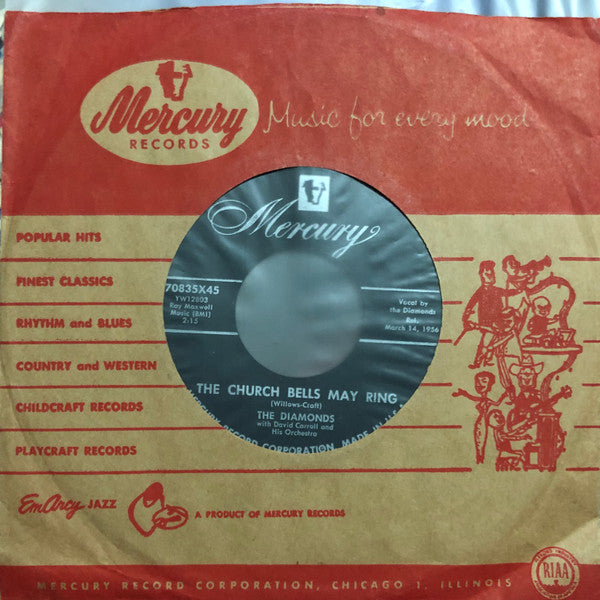 Mercury
RECORDS
Music for every mood
Mercury
70835X45
YW12803
Ray Maxwell
Music (BMI)
2:15
Vocal by
the Diamonds
Rel.
March 14, 1956
THE CHURCH BELLS MAY RING
(Willows-Craft)
THE DIAMONDS
with David Carroll and
His Orchestra
RECORD CORPORATION MADE IN U.S.
POPULAR HITS
FINEST CLASSICS
RHYTHM and BLUES
COUNTRY and WESTERN
CHILDCRAFT RECORDS
PLAYCRAFT RECORDS
EmArcy JAZZ
A PRODUCT OF MERCURY RECORDS
RIAA
MERCURY RECORD CORPORATION, CHICAGO 1, ILLINOIS